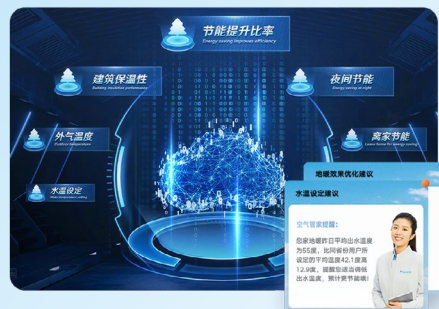 节能提升比率
Energy saving improves efficiency
建筑保温性
Building insulation performance
夜间节能
Energy saving at night
外气温度
Outdoor temperature
离家节能
Leave home for energy saving
水温设定
Water temperature setting
地暖效果优化建议
水温设定建议
空气管家提醒：
您家地暖昨日平均出水温度
为55度，比同省份用户所
设定的平均温度42.1度高
12.9度，提醒您适当调低
出水温度，预计更节能哦！